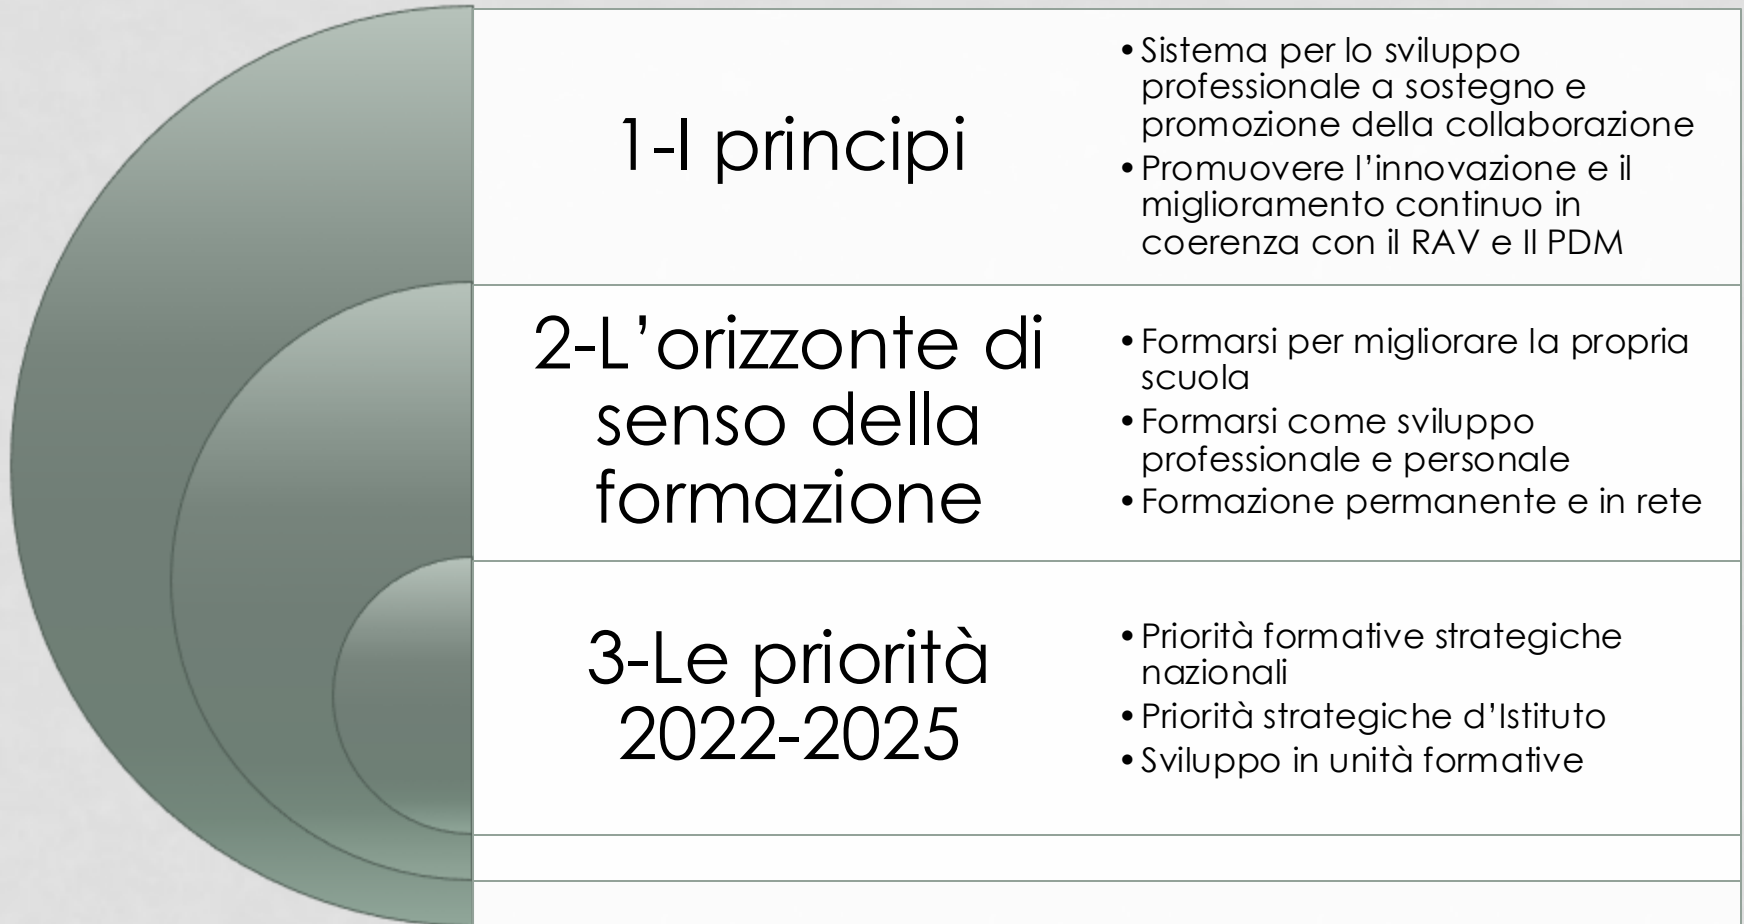 1-I principi
• Sistema per lo sviluppo
professionale a sostegno e
promozione della collaborazione
• Promuovere l’innovazione e il
miglioramento continuo in
coerenza con il RAV e Il PDM
2-L’orizzonte di
senso della
formazione
• Formarsi per migliorare la propria
scuola
• Formarsi come sviluppo
professionale e personale
• Formazione permanente e in rete
3-Le priorità
2022-2025
• Priorità formative strategiche
nazionali
• Priorità strategiche d’Istituto
• Sviluppo in unità formative